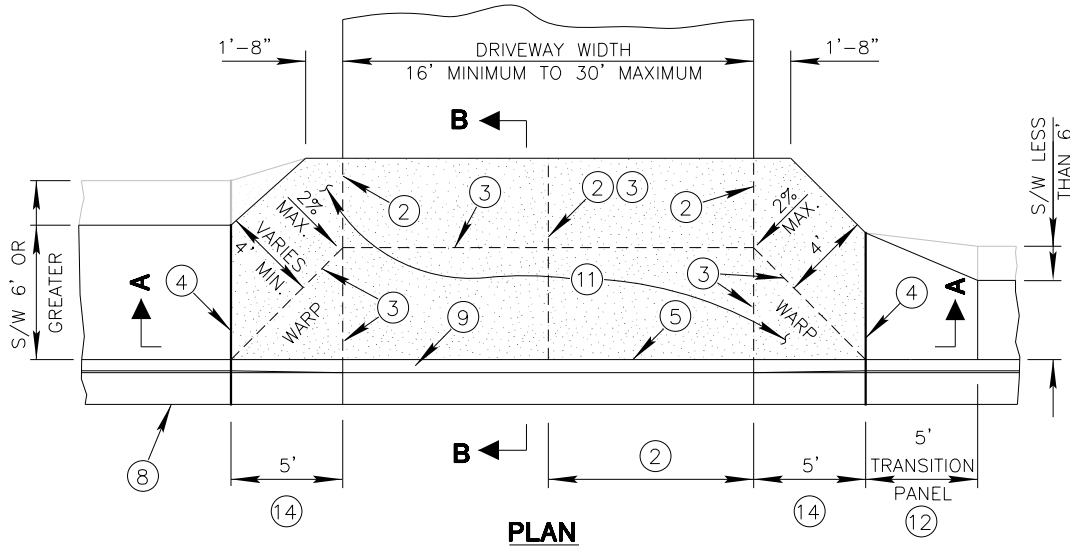 1'-8"
DRIVEWAY WIDTH
16' MINIMUM TO 30' MAXIMUM
1'-8"
B
S/W LESS
THAN 6'
2%
MAX.
2
3
2 3
2
2%
MAX.
S/W 6' OR
GREATER
A
4
VARIES
4' MIN.
WARP
3
3
11
3
4'
WARP
4
A
9
5
8
B
5'
14
2
5'
14
5'
TRANSITION
PANEL
12
PLAN